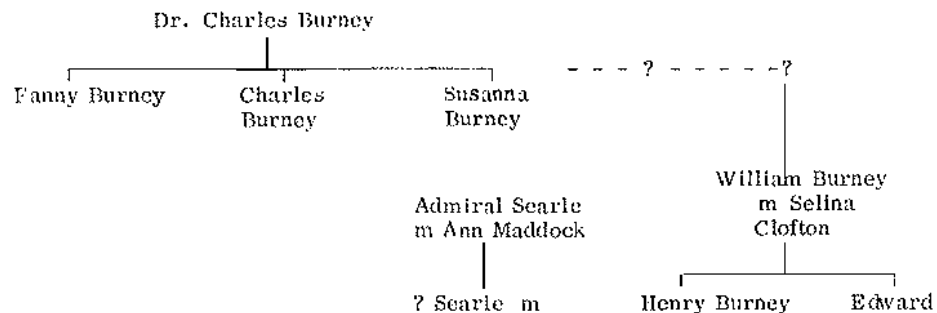 Dr. Charles Burney
- - - ? - - - - - ?
Fanny Burney
Charles
Burney
Susanna
Burney
William Burney
m Selina
Clofton
Admiral Searle
m Ann Maddock
? Searle m
Henry Burney
Edward